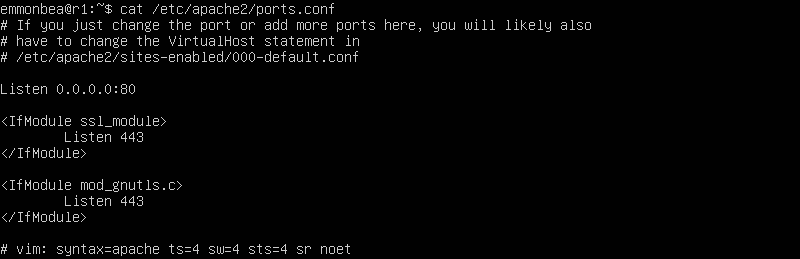 emmonbea@r1:~$ cat /etc/apache2/ports.conf
# If you just change the port or add more ports here, you will likely also
# have to change the VirtualHost statement in
# /etc/apache2/sites-enabled/000-default.conf

Listen 0.0.0.0:80

<IfModule ssl_module>
        Listen 443
</IfModule>

<IfModule mod_gnutls.c>
        Listen 443
</IfModule>

# vim: syntax=apache ts=4 sw=4 sts=4 sr noet